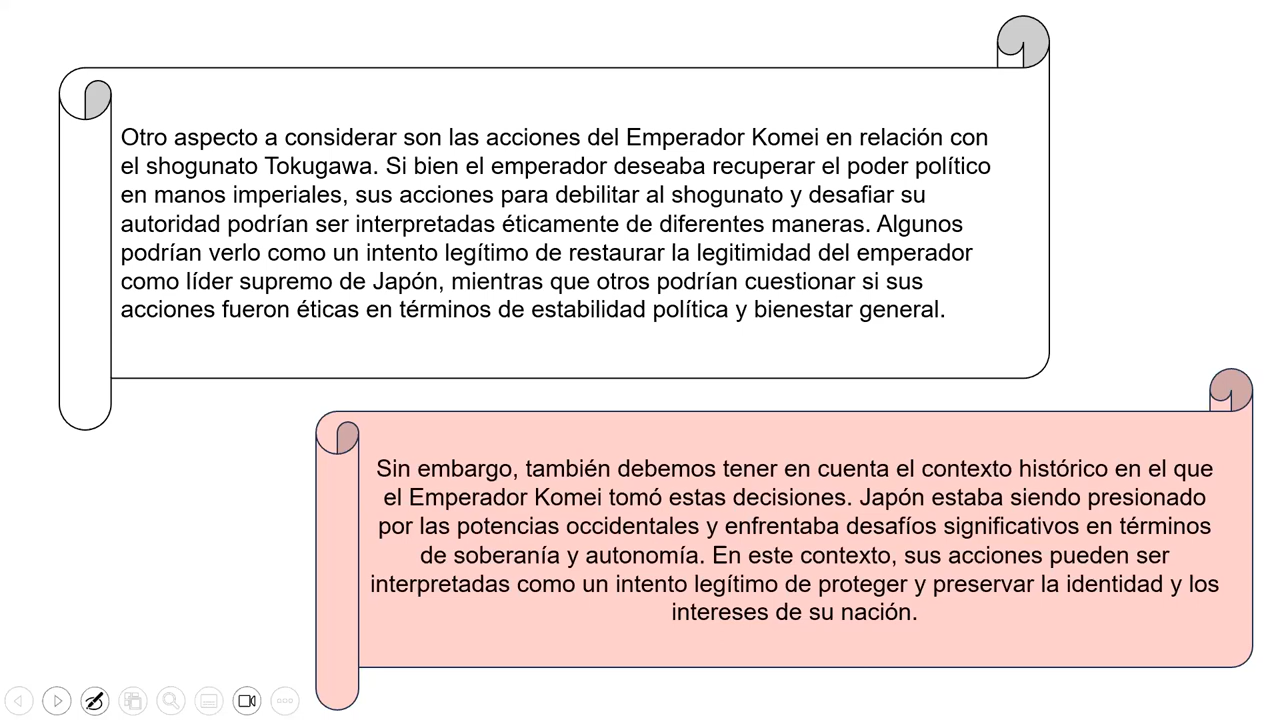 Otro aspecto a considerar son las acciones del Emperador Komei en relación con
el shogunato Tokugawa. Si bien el emperador deseaba recuperar el poder político
en manos imperiales, sus acciones para debilitar al shogunato y desafiar su
autoridad podrían ser interpretadas éticamente de diferentes maneras. Algunos
podrían verlo como un intento legítimo de restaurar la legitimidad del emperador
como líder supremo de Japón, mientras que otros podrían cuestionar si sus
acciones fueron éticas en términos de estabilidad política y bienestar general.
Sin embargo, también debemos tener en cuenta el contexto histórico en el que
el Emperador Komei tomó estas decisiones. Japón estaba siendo presionado
por las potencias occidentales y enfrentaba desafíos significativos en términos
de soberanía y autonomía. En este contexto, sus acciones pueden ser
interpretadas como un intento legítimo de proteger y preservar la identidad y los
intereses de su nación.